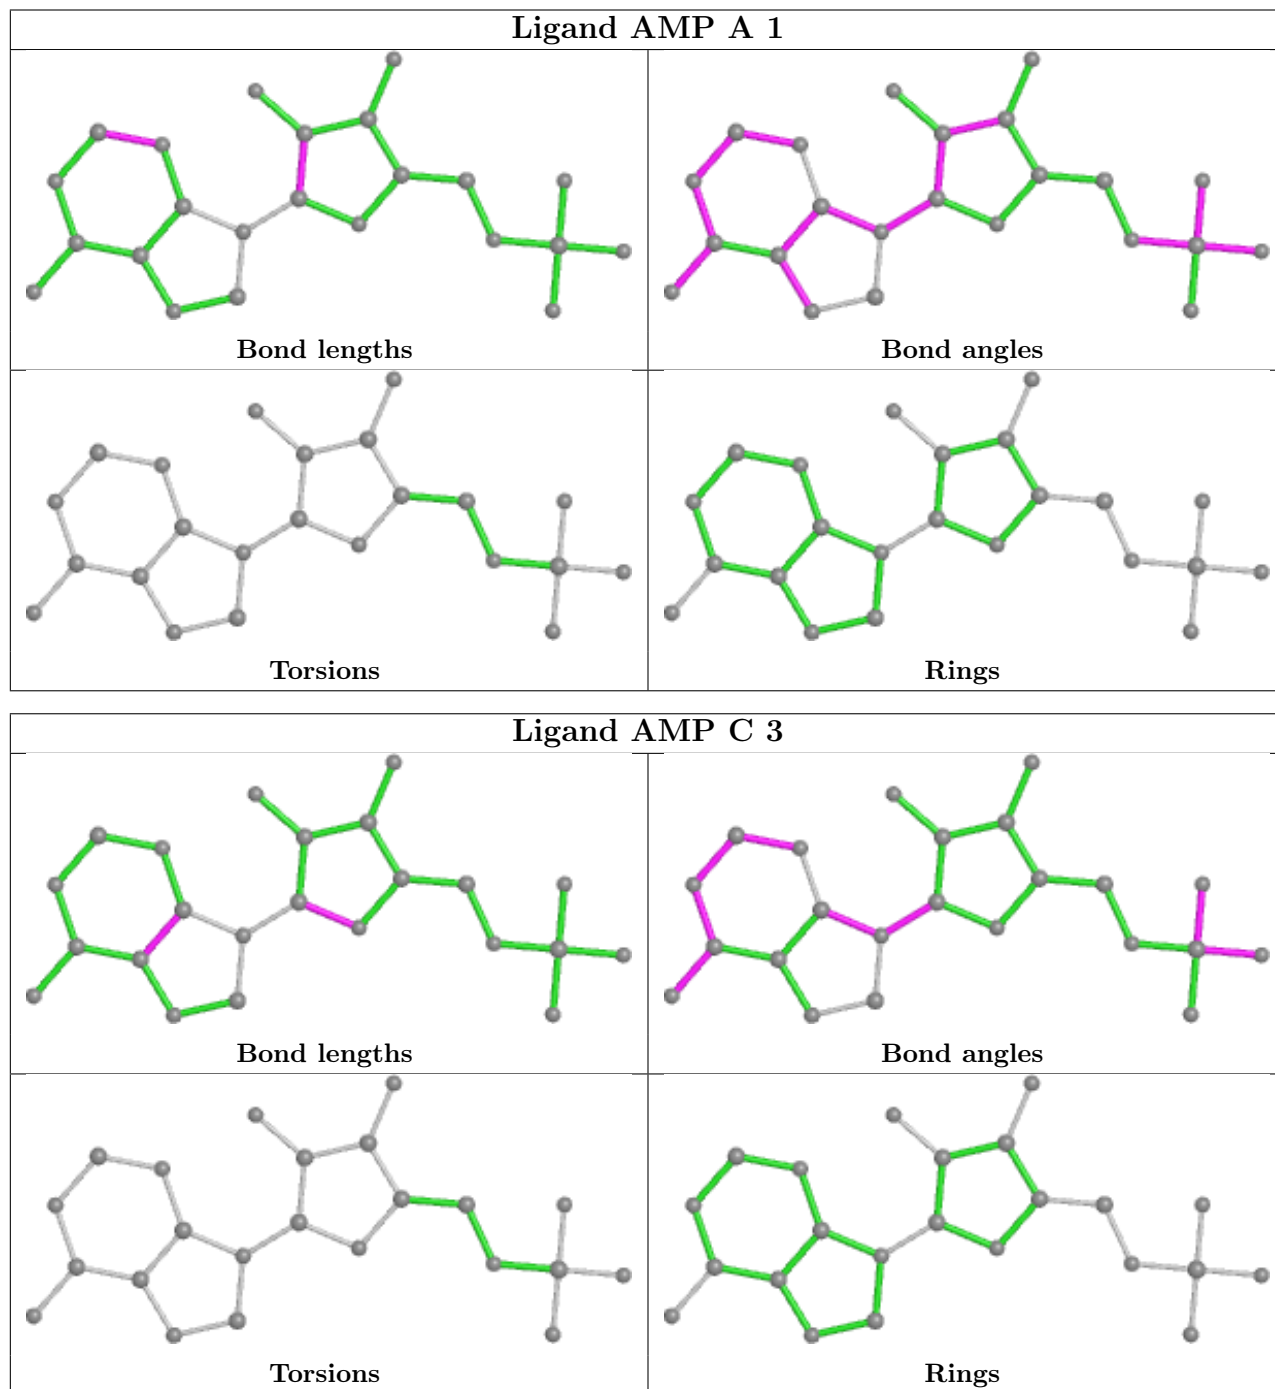 Ligand AMP A 1
Bond lengths
Bond angles
Torsions
Rings
Ligand AMP C 3
Bond lengths
Bond angles
Torsions
Rings